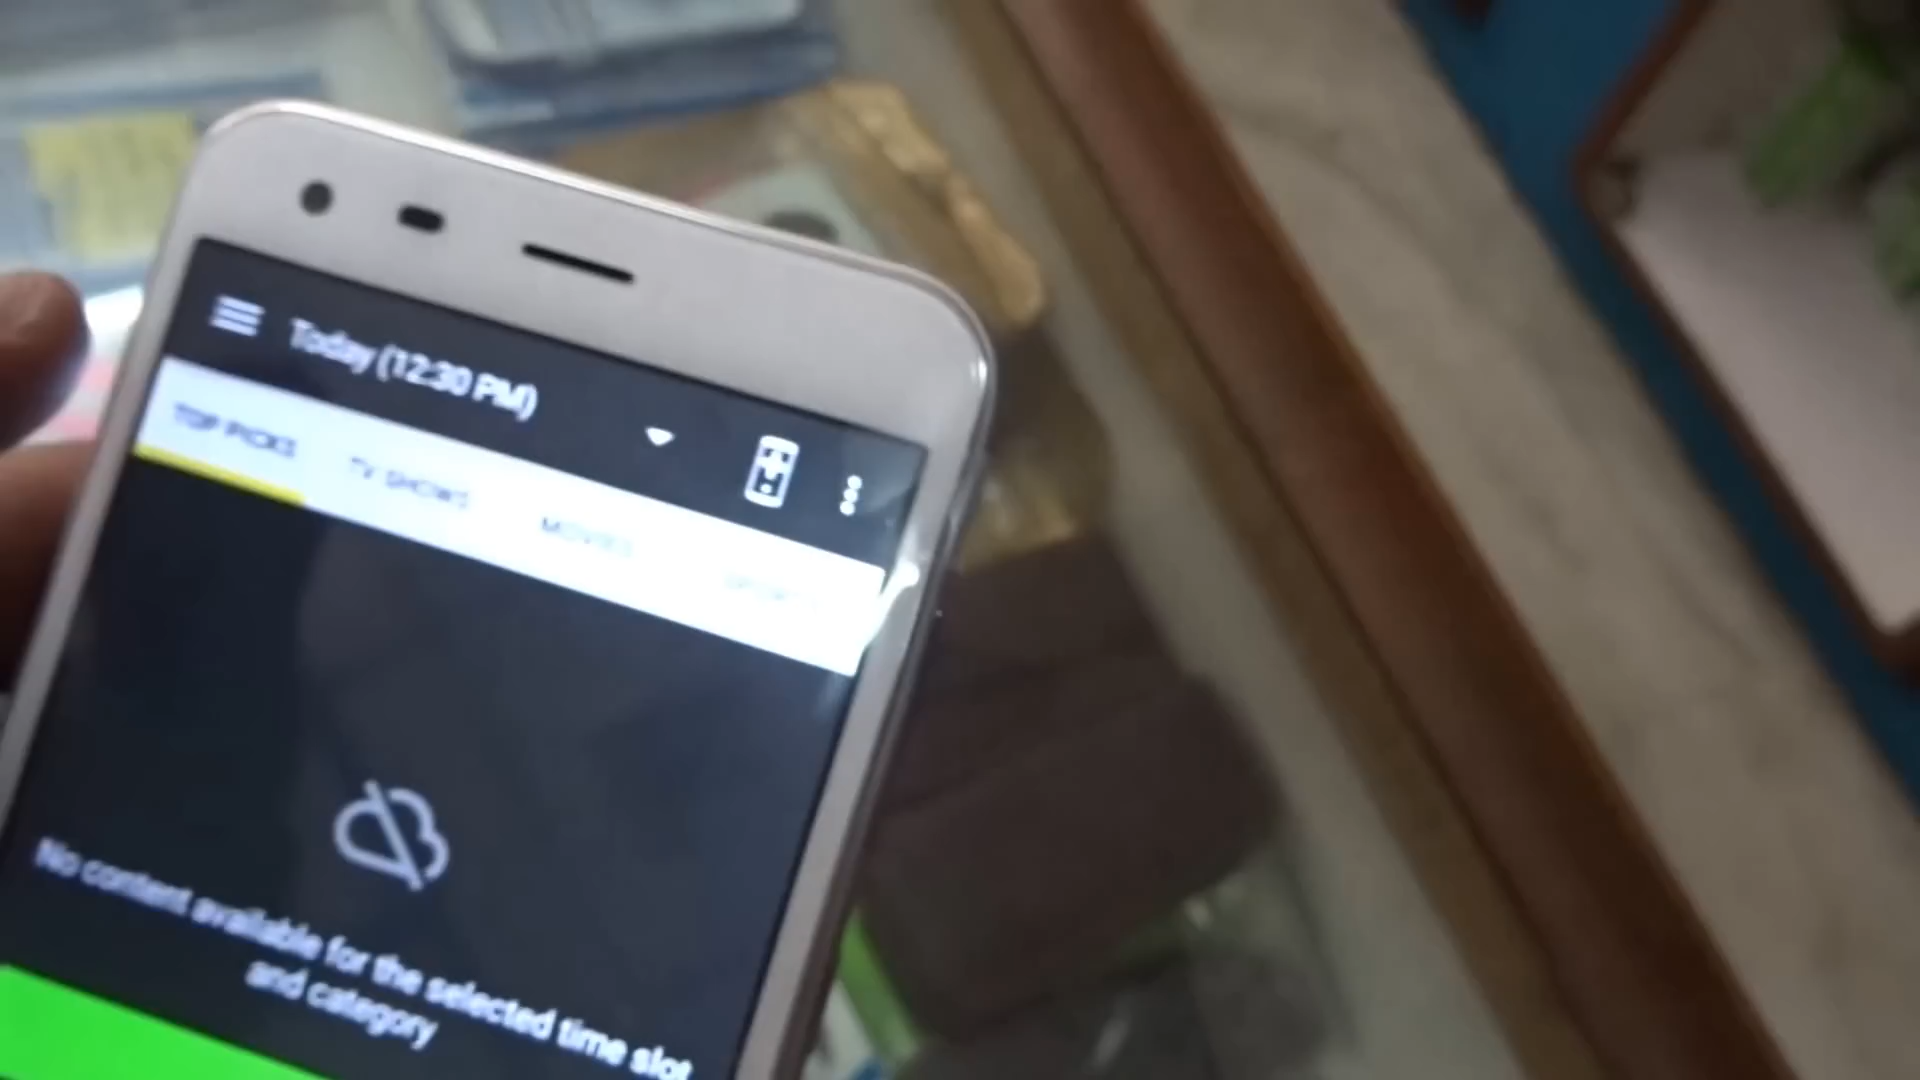 Today (12:30 PM)
TOP PICKS
TV SHOWS
MOVIES
SPORTS
No content available for the selected time slot
and category